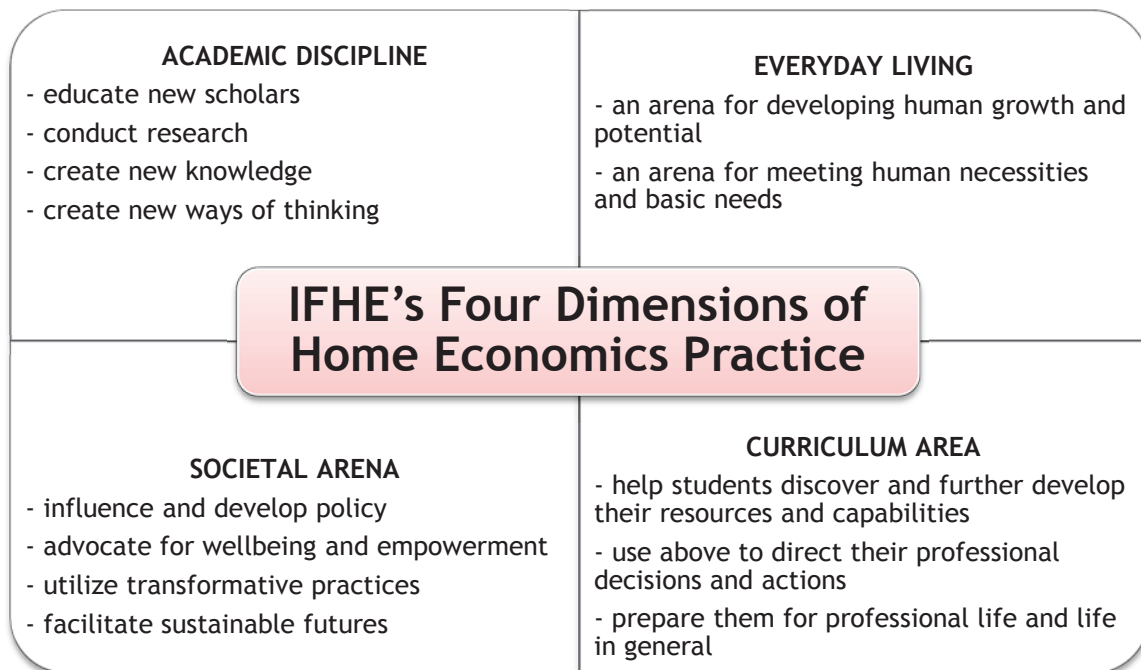 ACADEMIC DISCIPLINE
- educate new scholars
- conduct research
- create new knowledge
- create new ways of thinking
EVERYDAY LIVING
- an arena for developing human growth and
potential
- an arena for meeting human necessities
and basic needs
IFHE’s Four Dimensions of
Home Economics Practice
SOCIETAL ARENA
- influence and develop policy
- advocate for wellbeing and empowerment
- utilize transformative practices
- facilitate sustainable futures
CURRICULUM AREA
- help students discover and further develop
their resources and capabilities
- use above to direct their professional
decisions and actions
- prepare them for professional life and life
in general